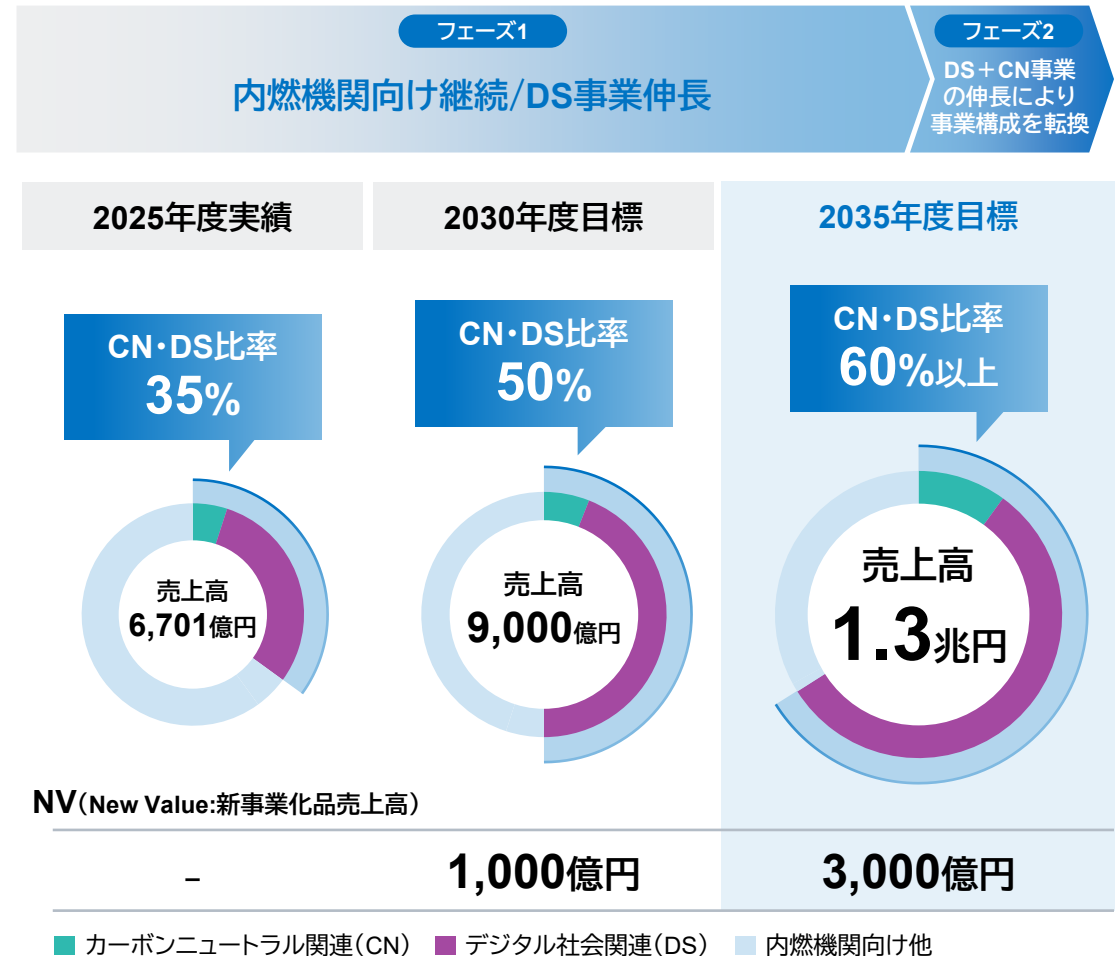 フェーズ1
内燃機関向け継続/DS事業伸長
フェーズ2
DS+CN事業
の伸長により
事業構成を転換
2025年度実績
2030年度目標
2035年度目標
CN・DS比率
35%
CN・DS比率
50%
CN・DS比率
60%以上
売上高
6,701億円
売上高
9,000億円
売上高
1.3兆円
NV(New Value:新事業化品売上高)
–
1,000億円
3,000億円
カーボンニュートラル関連(CN)
デジタル社会関連(DS)
内燃機関向け他